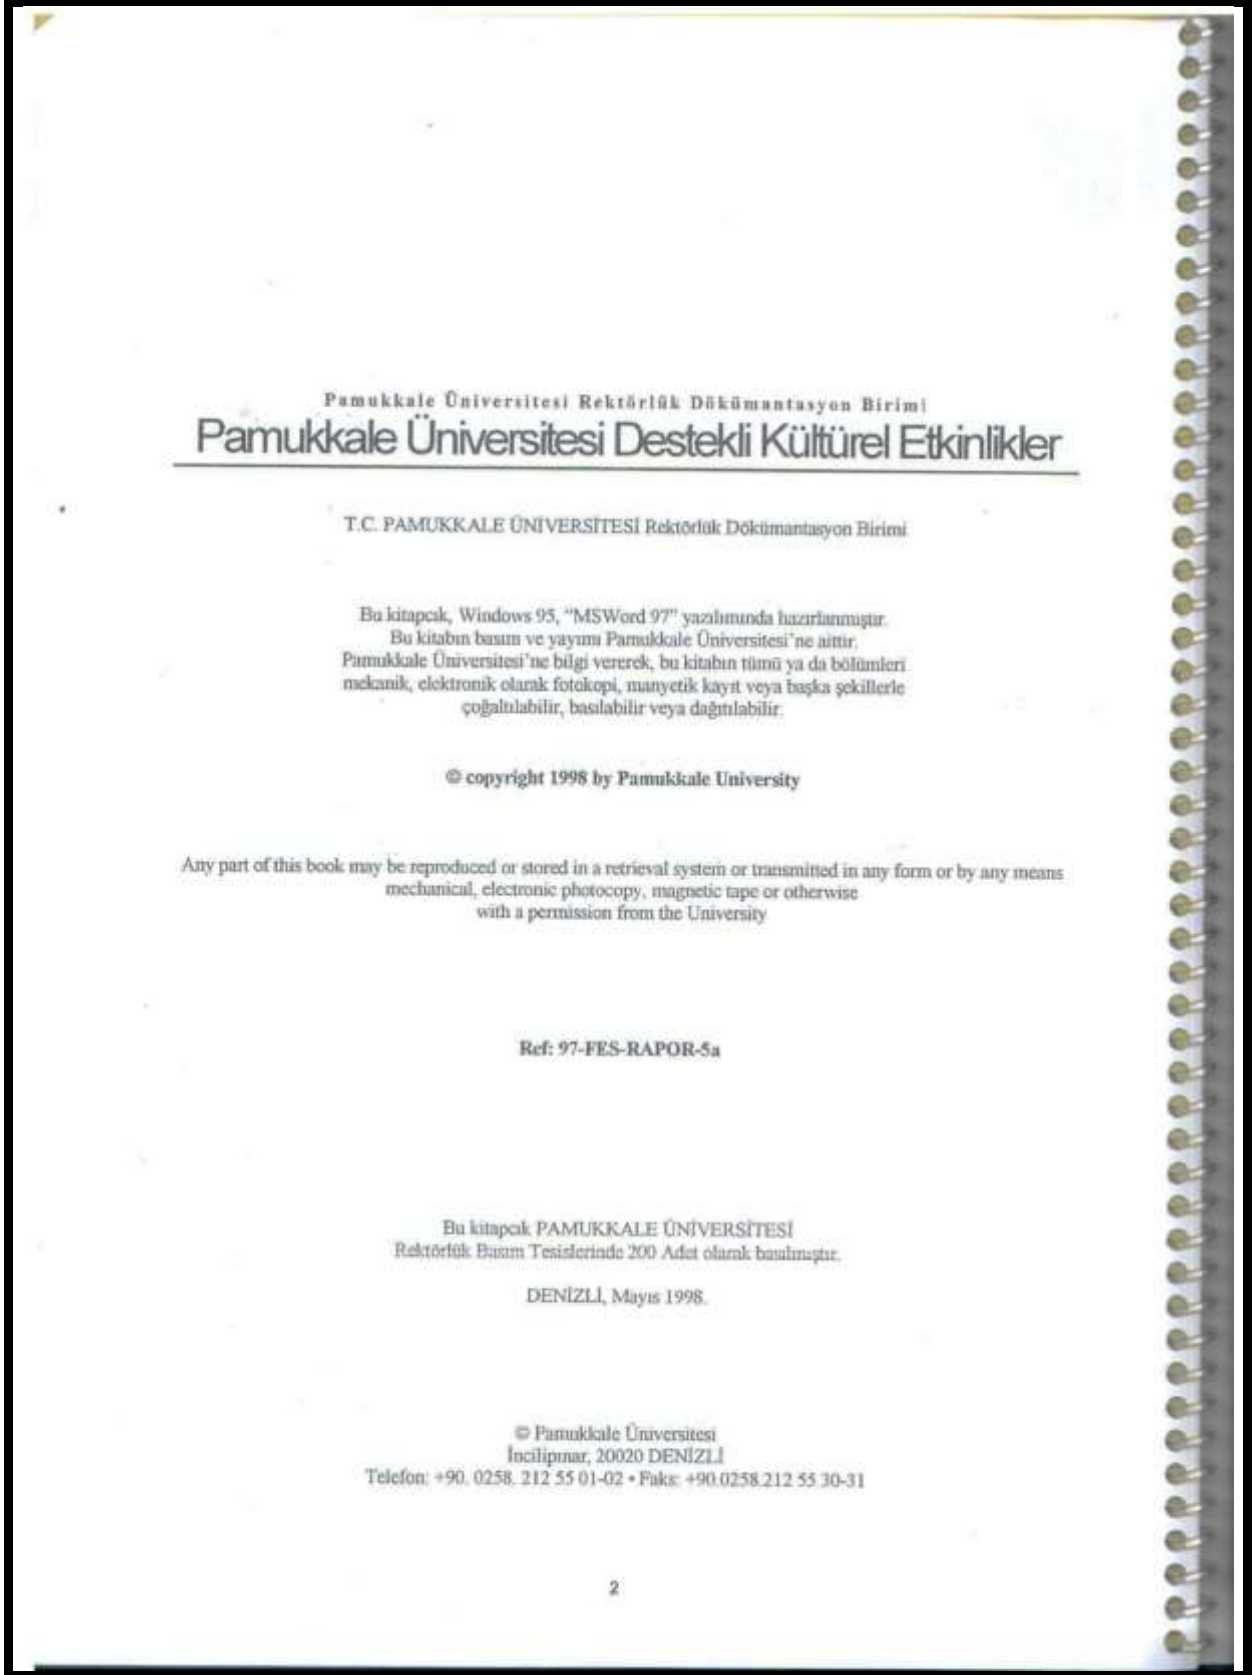 Pamukkale Üniversitesi Rektörlük Dökümantasyon Birimi
Pamukkale Üniversitesi Destekli Kültürel Etkinlikler
T.C. PAMUKKALE ÜNİVERSİTESİ Rektörlük Dökümantasyon Birimi
Bu kitapcık, Windows 95, “MSWord 97” yazılımında hazırlanmıştır.
Bu kitabın basım ve yayımı Pamukkale Üniversitesi’ne aittir.
Pamukkale Üniversitesi’ne bilgi vererek, bu kitabın tümü ya da bölümleri
mekanik, elektronik olarak fotokopi, manyetik kayıt veya başka şekillerle
çoğaltılabilir, basılabilir veya dağıtılabilir.
© copyright 1998 by Pamukkale University
Any part of this book may be reproduced or stored in a retrieval system or transmitted in any form or by any means
mechanical, electronic photocopy, magnetic tape or otherwise
with a permission from the University
Ref: 97-FES-RAPOR-5a
Bu kitapcık PAMUKKALE ÜNİVERSİTESİ
Rektörlük Basım Tesislerinde 200 Adet olarak basılmıştır.
DENİZLİ, Mayıs 1998.
© Pamukkale Üniversitesi
İncilipınar, 20020 DENİZLİ
Telefon: +90. 0258. 212 55 01-02 • Faks: +90.0258.212 55 30-31
2